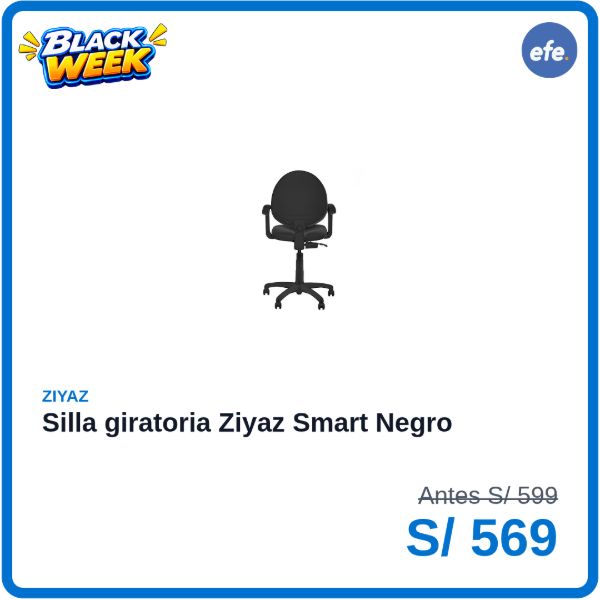 BLACK
WEEK
efe.
ZIYAZ
Silla giratoria Ziyaz Smart Negro
Antes S/ 599
S/ 569